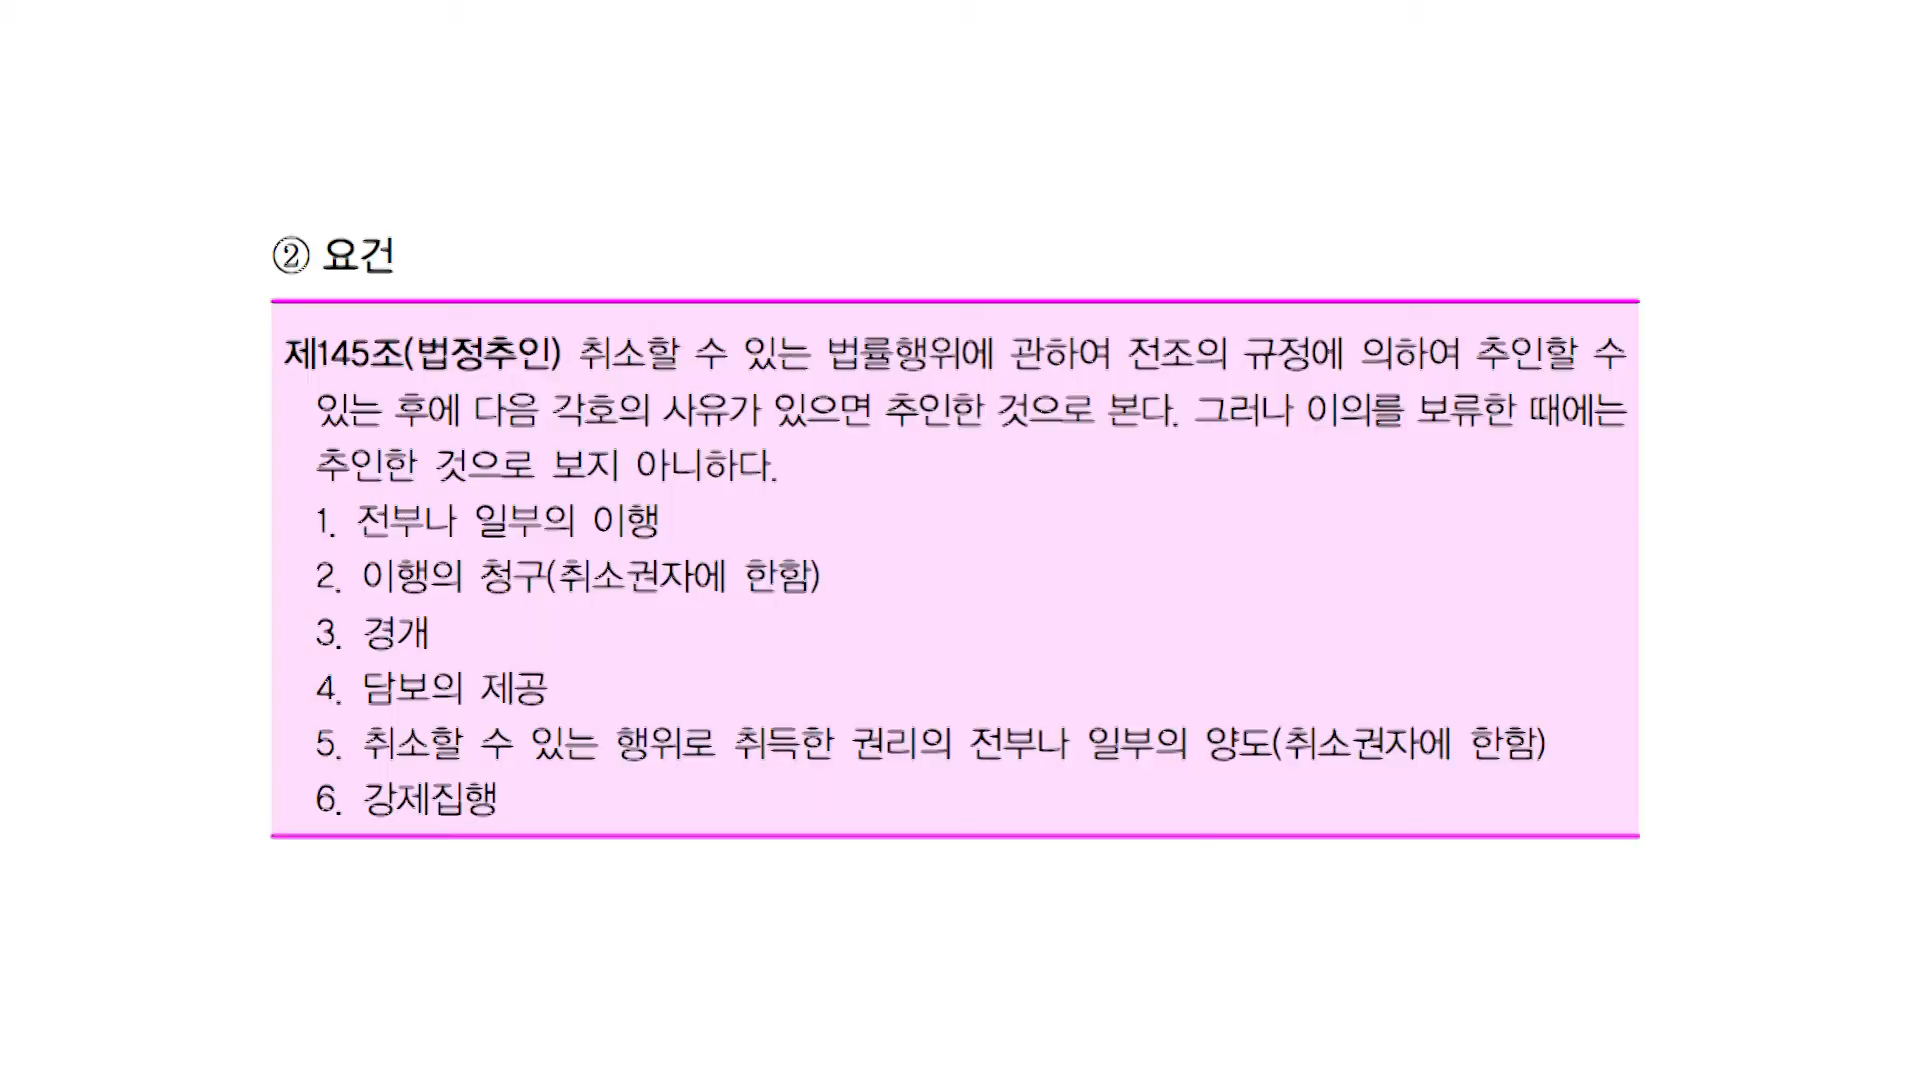 ② 요건
제145조(법정추인) 취소할 수 있는 법률행위에 관하여 전조의 규정에 의하여 추인할 수
있는 후에 다음 각호의 사유가 있으면 추인한 것으로 본다. 그러나 이의를 보류한 때에는
추인한 것으로 보지 아니하다.
1. 전부나 일부의 이행
2. 이행의 청구(취소권자에 한함)
3. 경개
4. 담보의 제공
5. 취소할 수 있는 행위로 취득한 권리의 전부나 일부의 양도(취소권자에 한함)
6. 강제집행